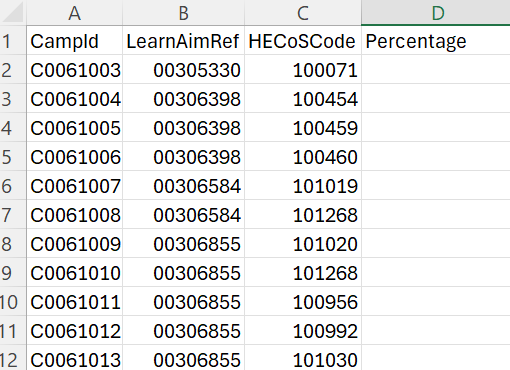 A B C D
1 CampId LearnAimRef HECoSCode Percentage
2 C0061003 00305330 100071
3 C0061004 00306398 100454
4 C0061005 00306398 100459
5 C0061006 00306398 100460
6 C0061007 00306584 101019
7 C0061008 00306584 101268
8 C0061009 00306855 101020
9 C0061010 00306855 101268
10 C0061011 00306855 100956
11 C0061012 00306855 100992
12 C0061013 00306855 101030